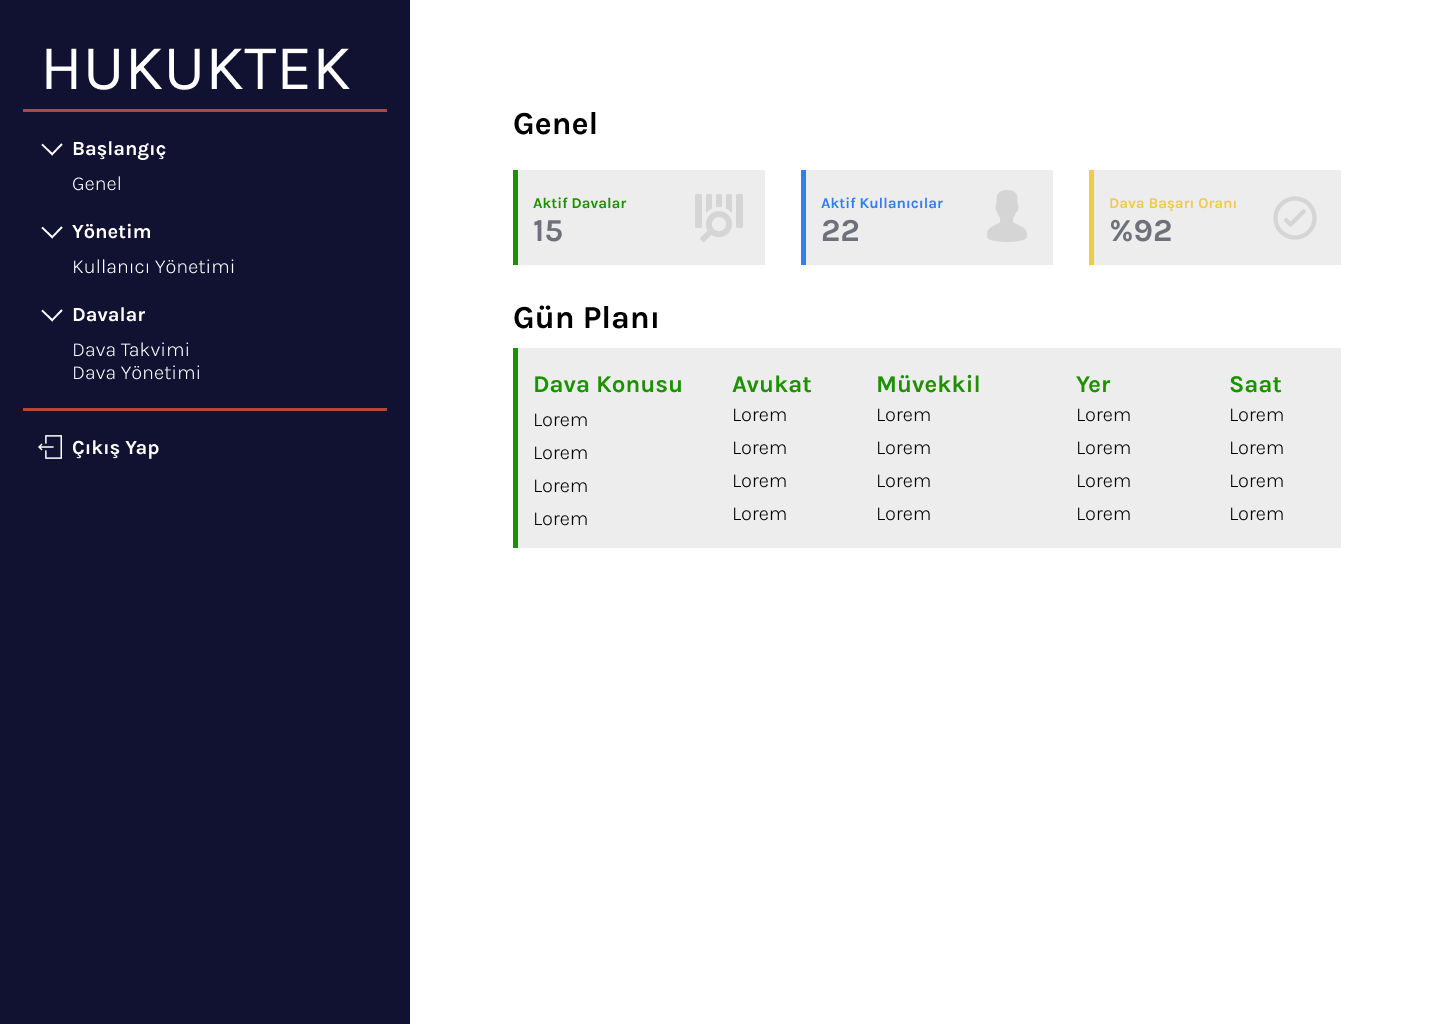 HUKUKTEK
Başlangıç
Genel
Yönetim
Kullanıcı Yönetimi
Davalar
Dava Takvimi
Dava Yönetimi
Çıkış Yap
Genel
Aktif Davalar
15
Aktif Kullanıcılar
22
Dava Başarı Oranı
%92
Gün Planı
Dava Konusu Avukat Müvekkil Yer Saat
Lorem Lorem Lorem Lorem Lorem
Lorem Lorem Lorem Lorem Lorem
Lorem Lorem Lorem Lorem Lorem
Lorem Lorem Lorem Lorem Lorem